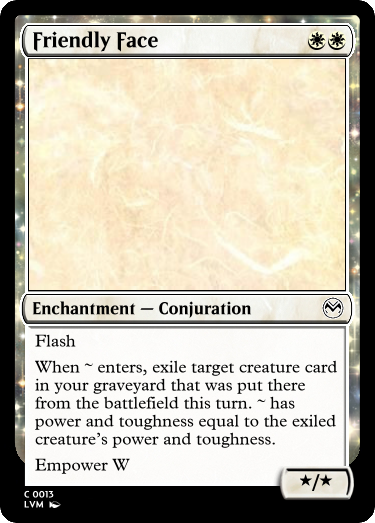 Friendly Face
Enchantment — Conjuration
Flash
When ~ enters, exile target creature card
in your graveyard that was put there
from the battlefield this turn. ~ has
power and toughness equal to the exiled
creature's power and toughness.
Empower W
★/★
C 0013
LVM